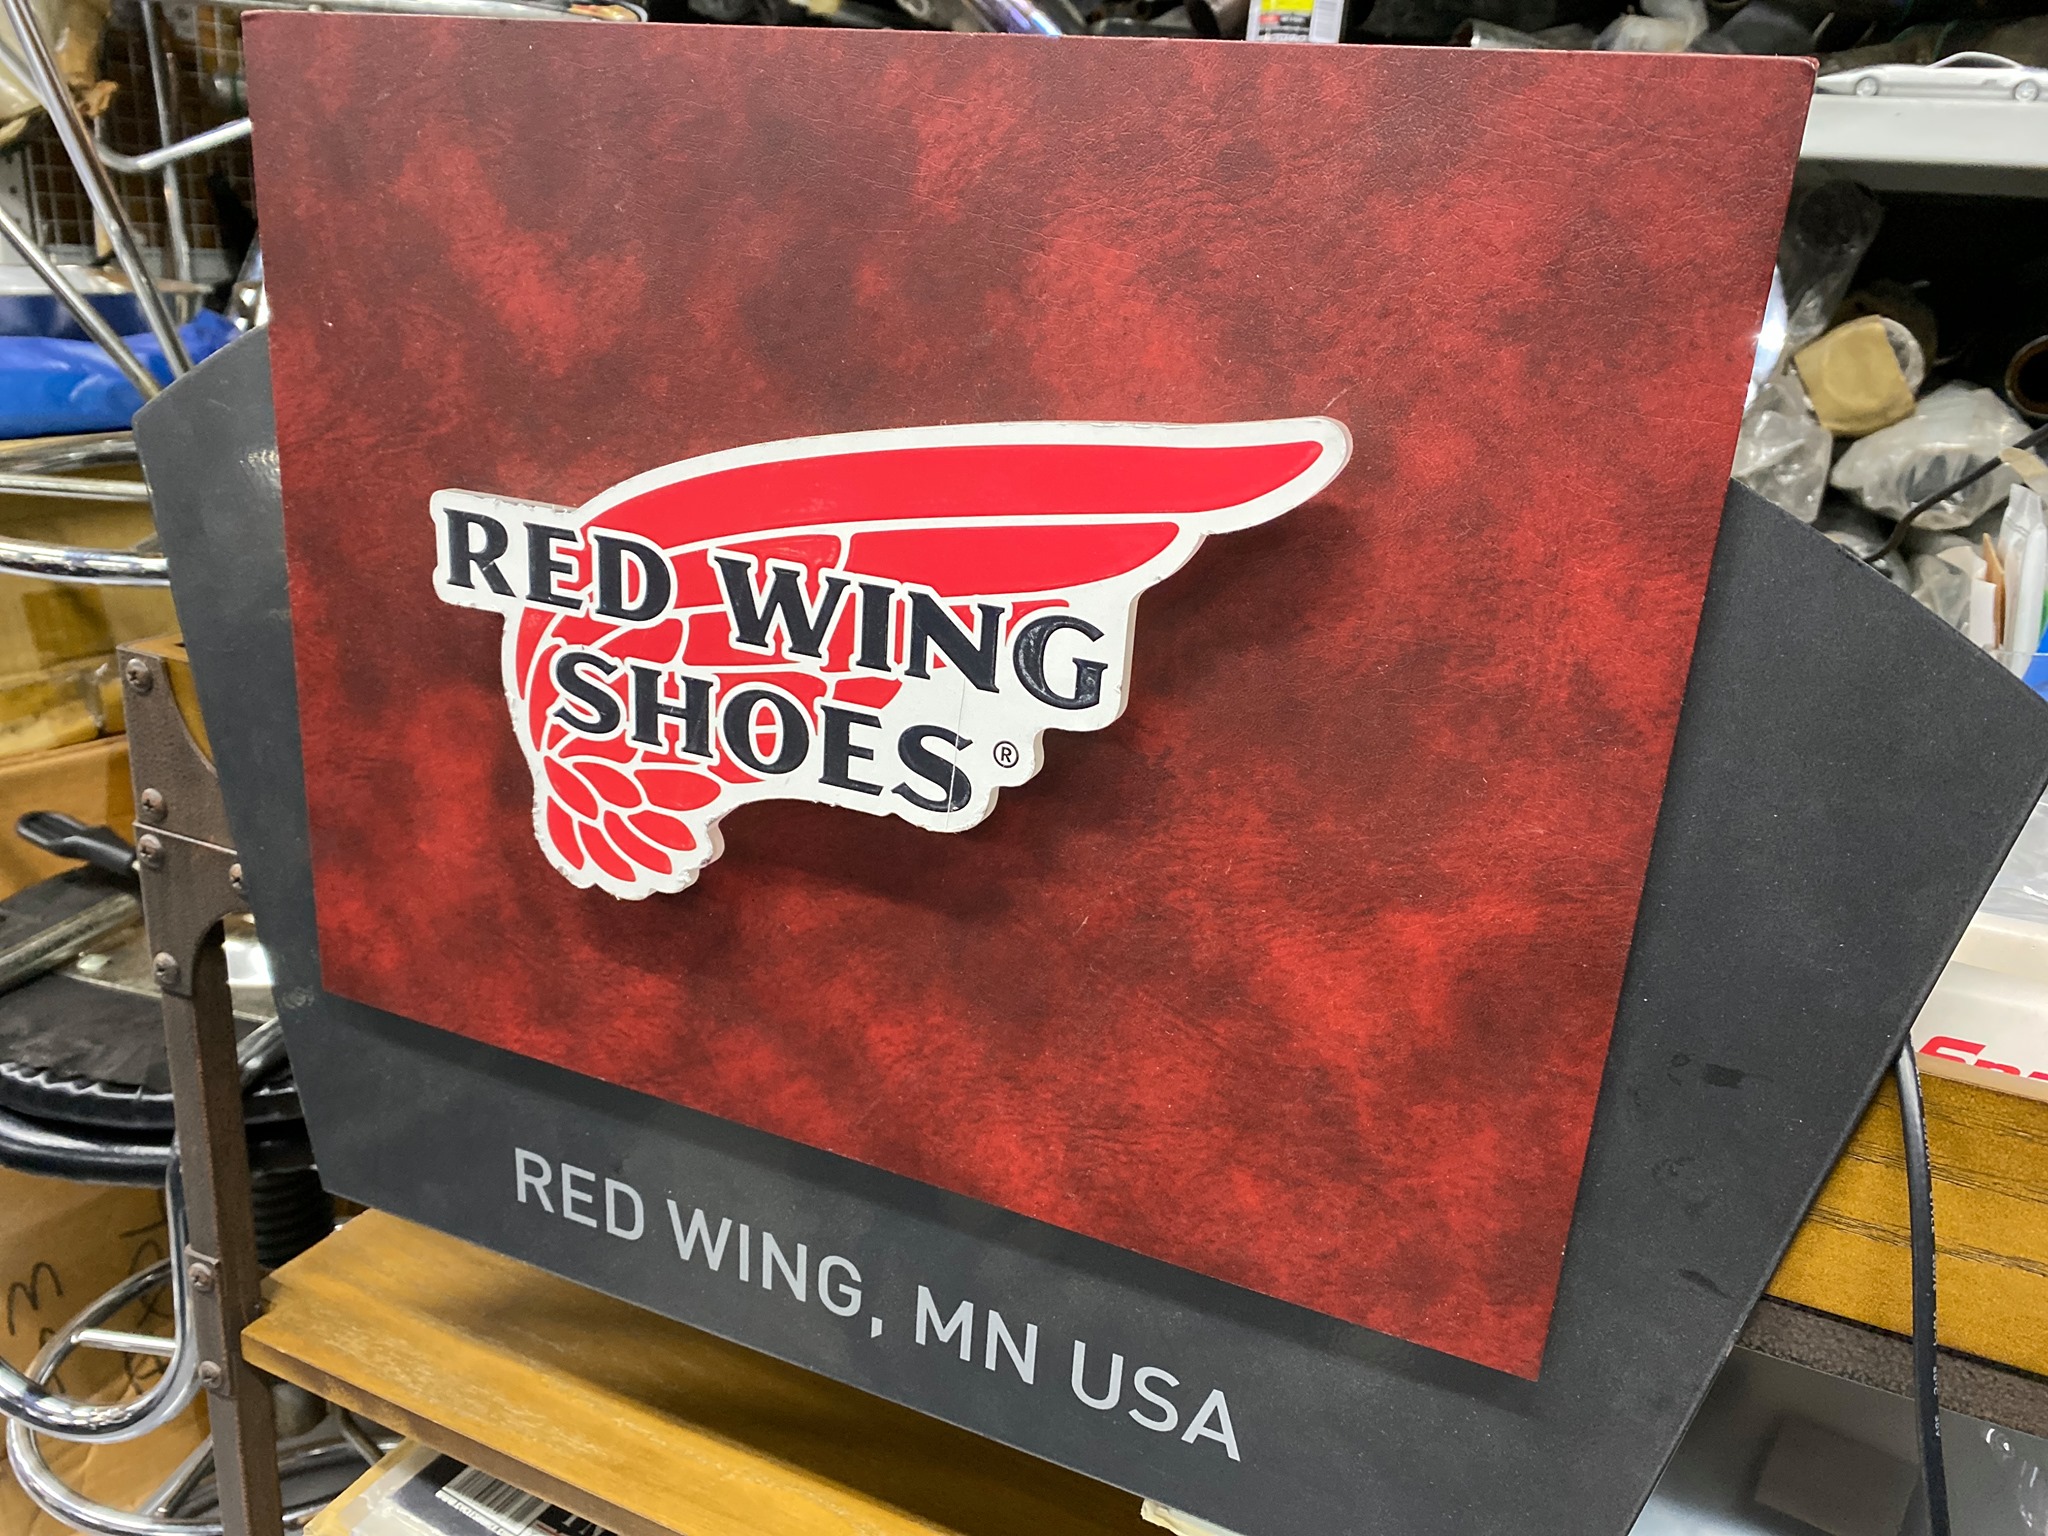 RED WING
SHOES®
RED WING, MN USA